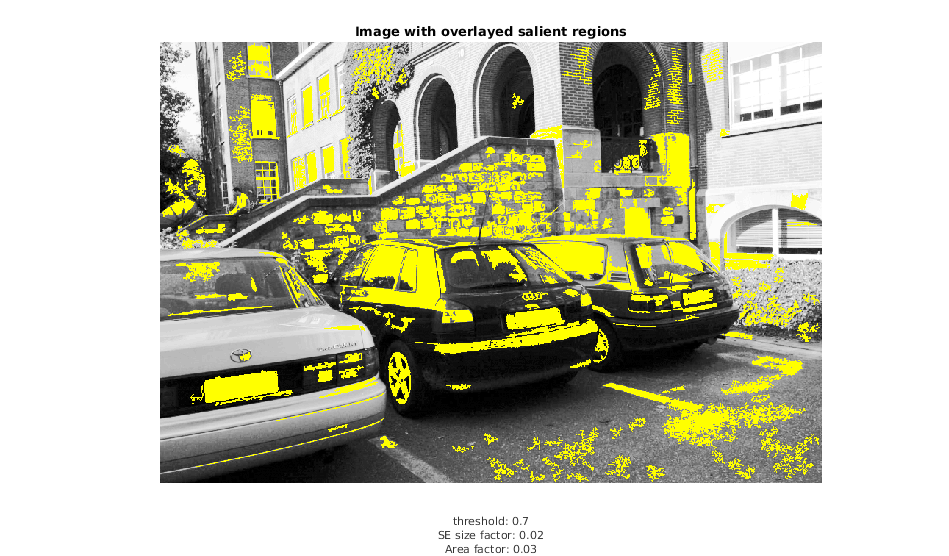 Image with overlayed salient regions
threshold: 0.7
SE size factor: 0.02
Area factor: 0.03